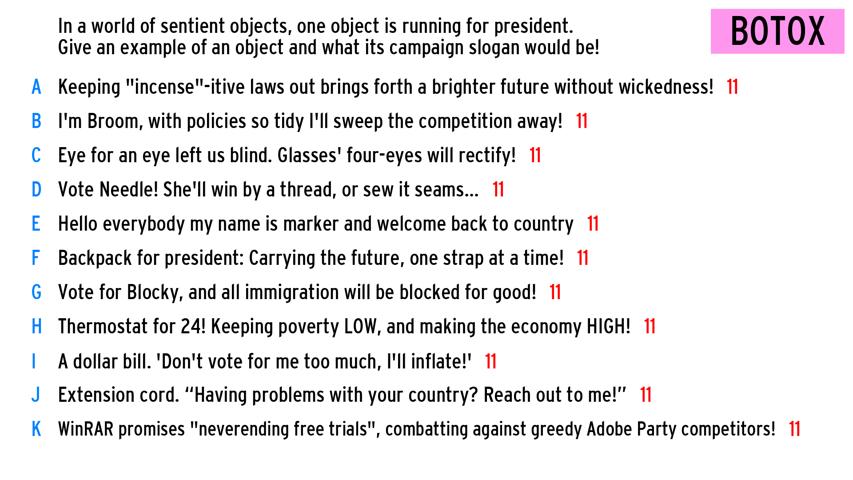 In a world of sentient objects, one object is running for president.
Give an example of an object and what its campaign slogan would be!
BOTOX
A Keeping "incense"-itive laws out brings forth a brighter future without wickedness! 11
B I'm Broom, with policies so tidy I'll sweep the competition away! 11
C Eye for an eye left us blind. Glasses' four-eyes will rectify! 11
D Vote Needle! She'll win by a thread, or sew it seams... 11
E Hello everybody my name is marker and welcome back to country 11
F Backpack for president: Carrying the future, one strap at a time! 11
G Vote for Blocky, and all immigration will be blocked for good! 11
H Thermostat for 24! Keeping poverty LOW, and making the economy HIGH! 11
I A dollar bill. 'Don't vote for me too much, I'll inflate!' 11
J Extension cord. “Having problems with your country? Reach out to me!” 11
K WinRAR promises "neverending free trials", combatting against greedy Adobe Party competitors! 11